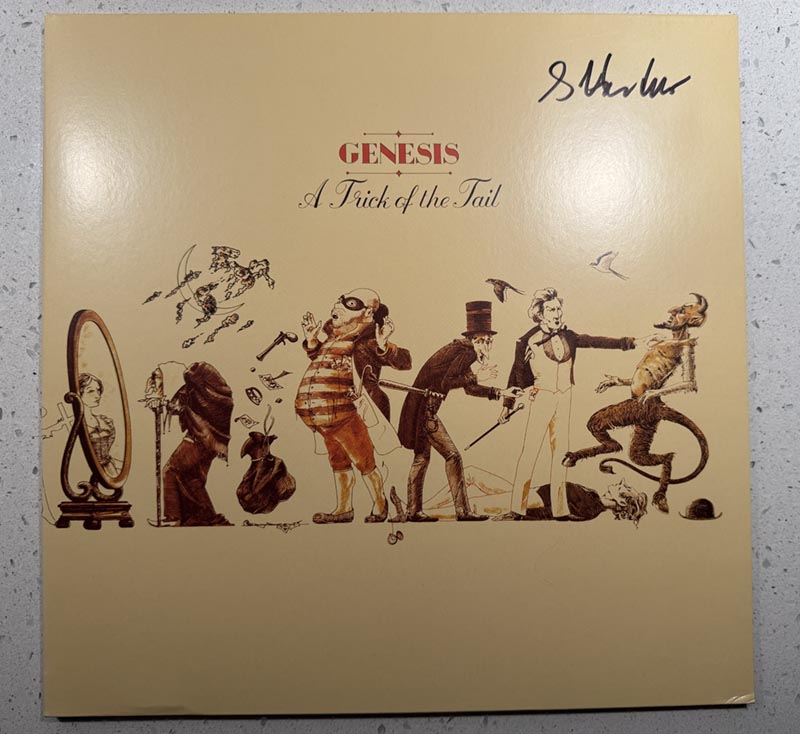 GENESIS
A Trick of the Tail